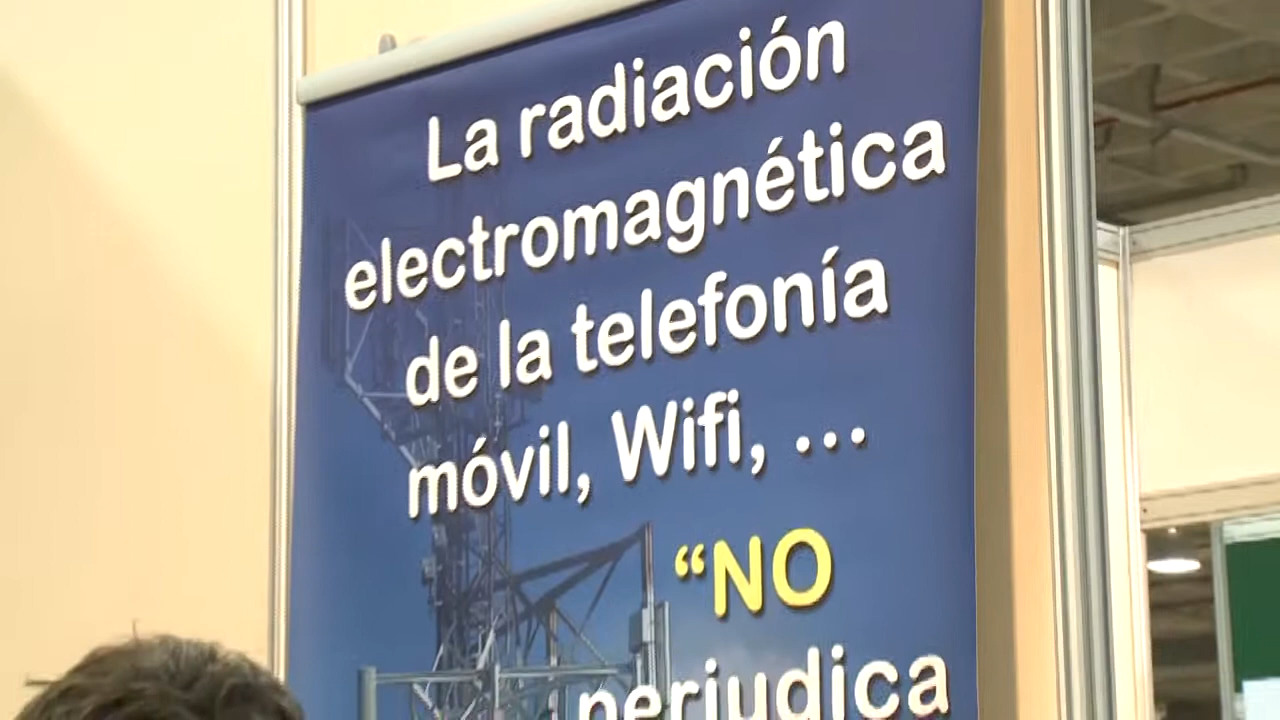 La radiación
electromagnética
de la telefonía
móvil, Wifi, ...
“NO
perjudica